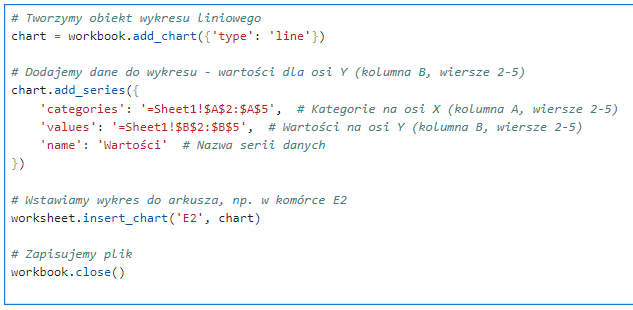 # Tworzymy obiekt wykresu liniowego
chart = workbook.add_chart({'type': 'line'})

# Dodajemy dane do wykresu - wartości dla osi Y (kolumna B, wiersze 2-5)
chart.add_series({
    'categories': '=Sheet1!$A$2:$A$5',  # Kategorie na osi X (kolumna A, wiersze 2-5)
    'values': '=Sheet1!$B$2:$B$5',  # Wartości na osi Y (kolumna B, wiersze 2-5)
    'name': 'Wartości'  # Nazwa serii danych
})

# Wstawiamy wykres do arkusza, np. w komórce E2
worksheet.insert_chart('E2', chart)

# Zapisujemy plik
workbook.close()